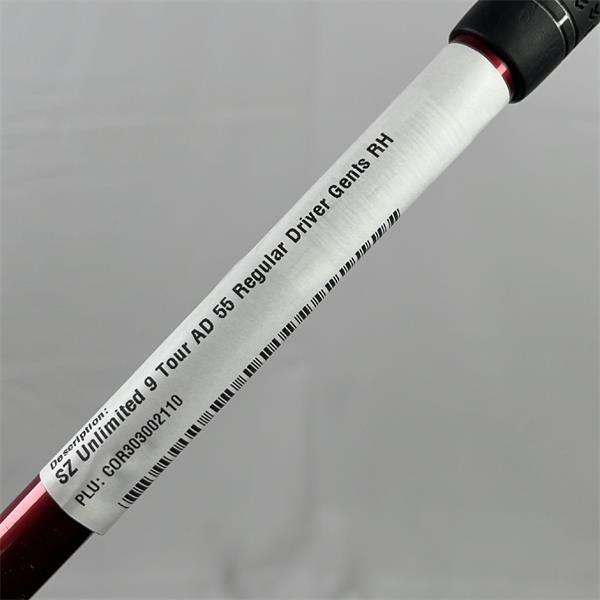 Description:
SZ Unlimited 9 Tour AD 55 Regular Driver Gents RH
PLU: COR303002110